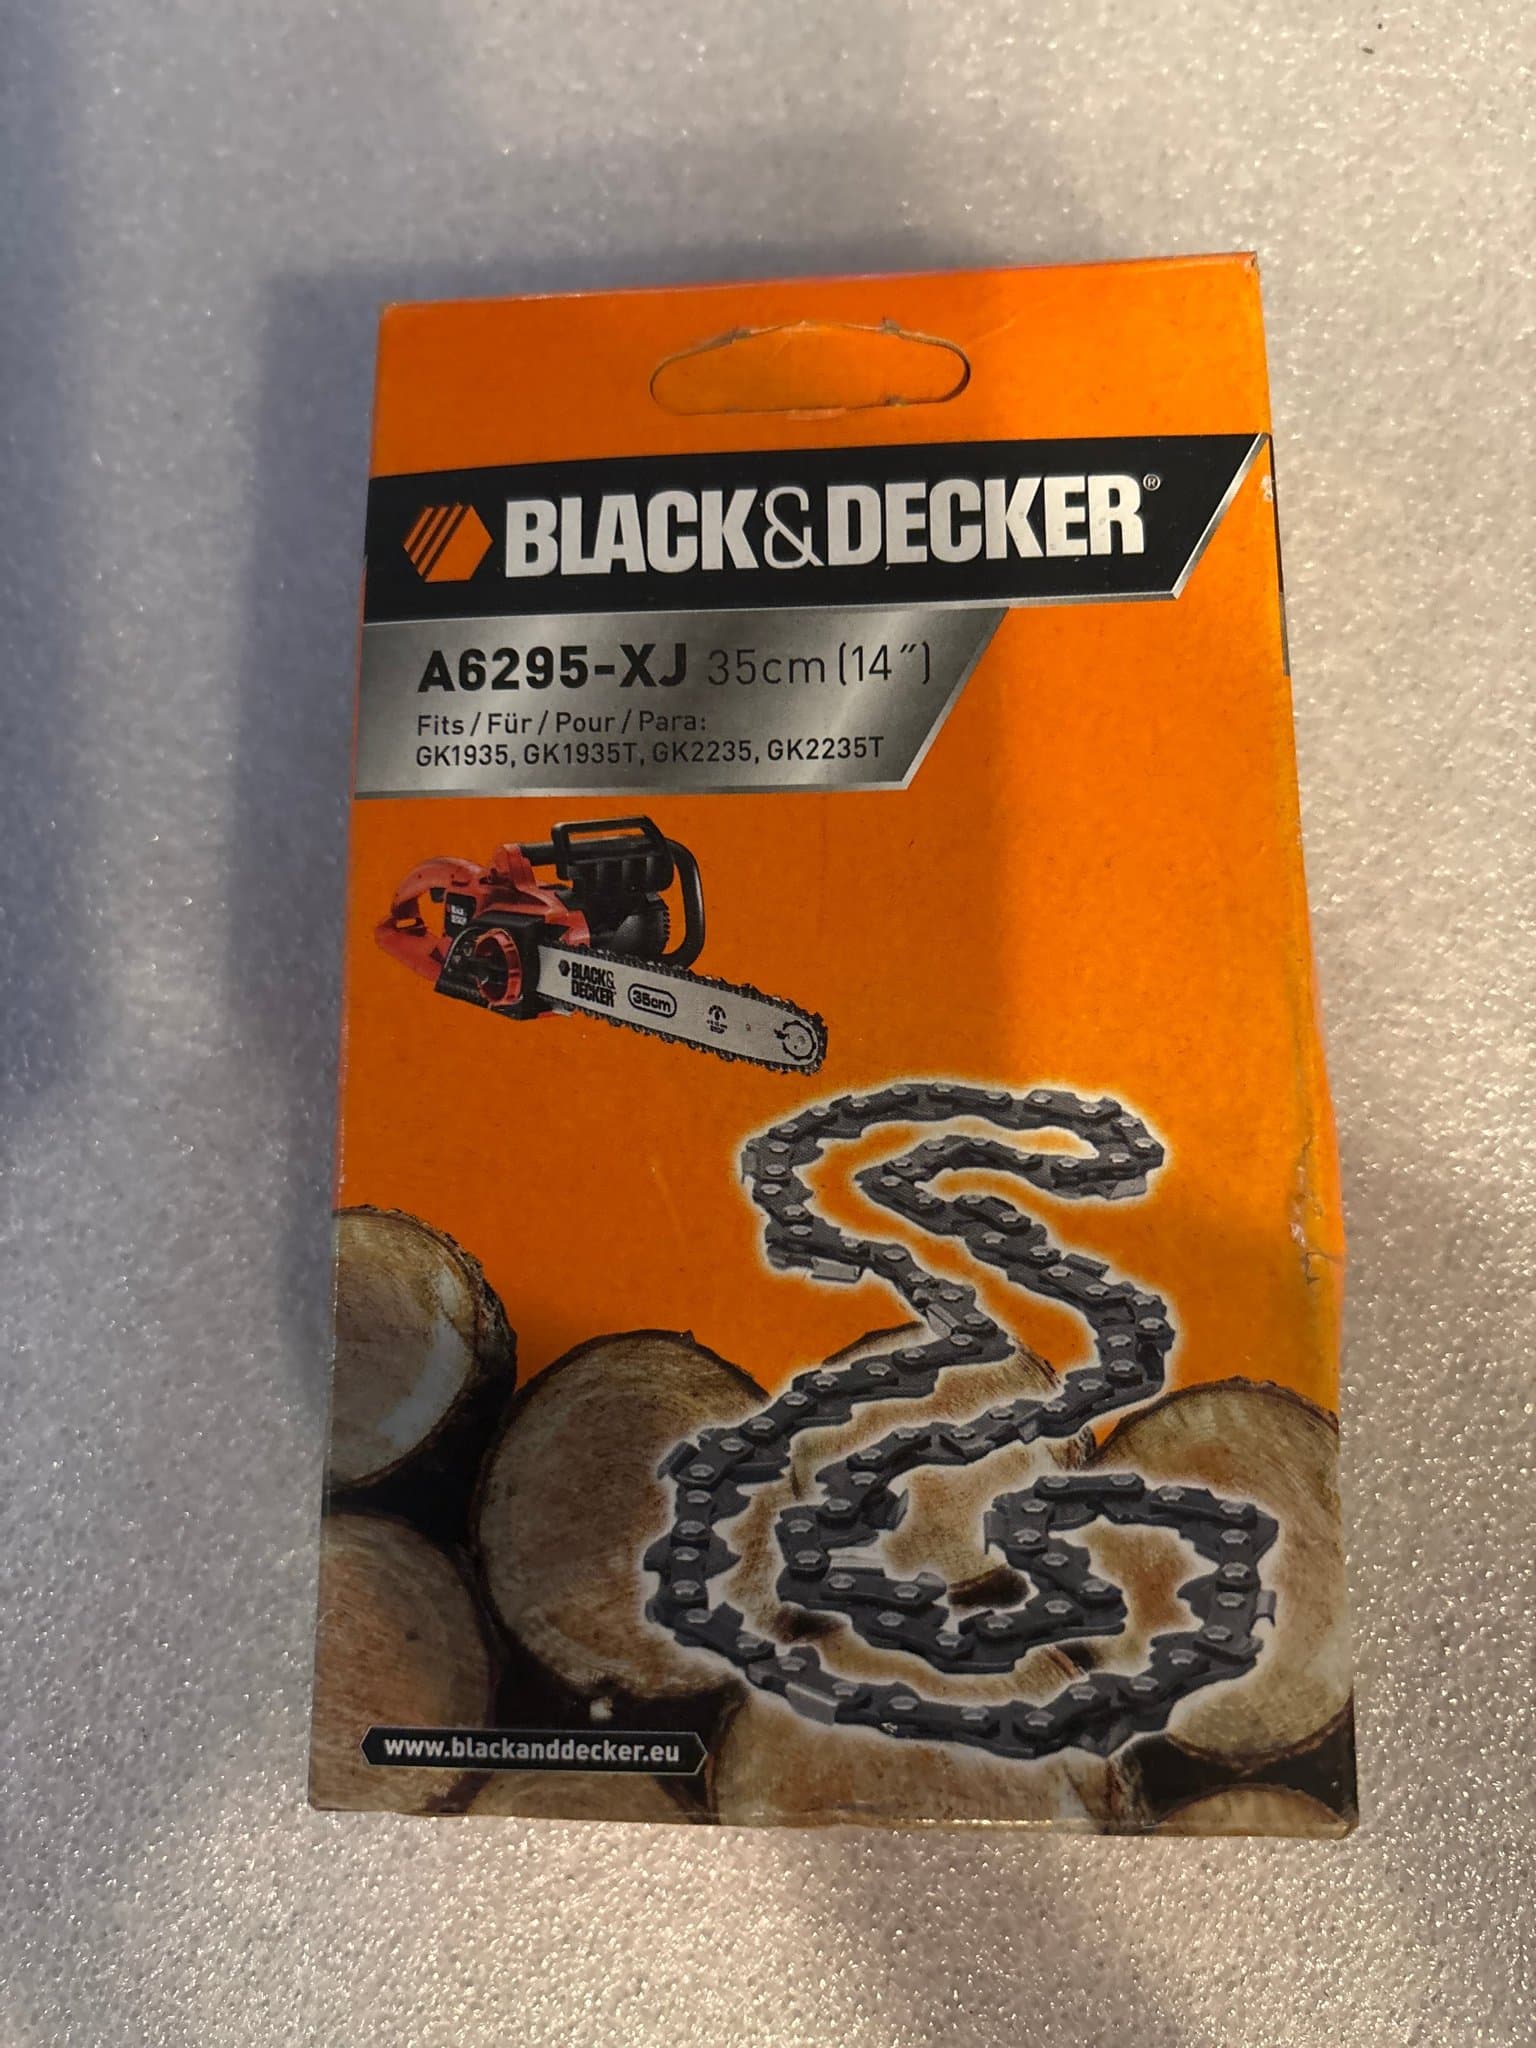 BLACK&DECKER®
A6295-XJ 35cm (14″)
Fits / Für / Pour / Para:
GK1935, GK1935T, GK2235, GK2235T
BLACK&
DECKER
35cm
www.blackanddecker.eu